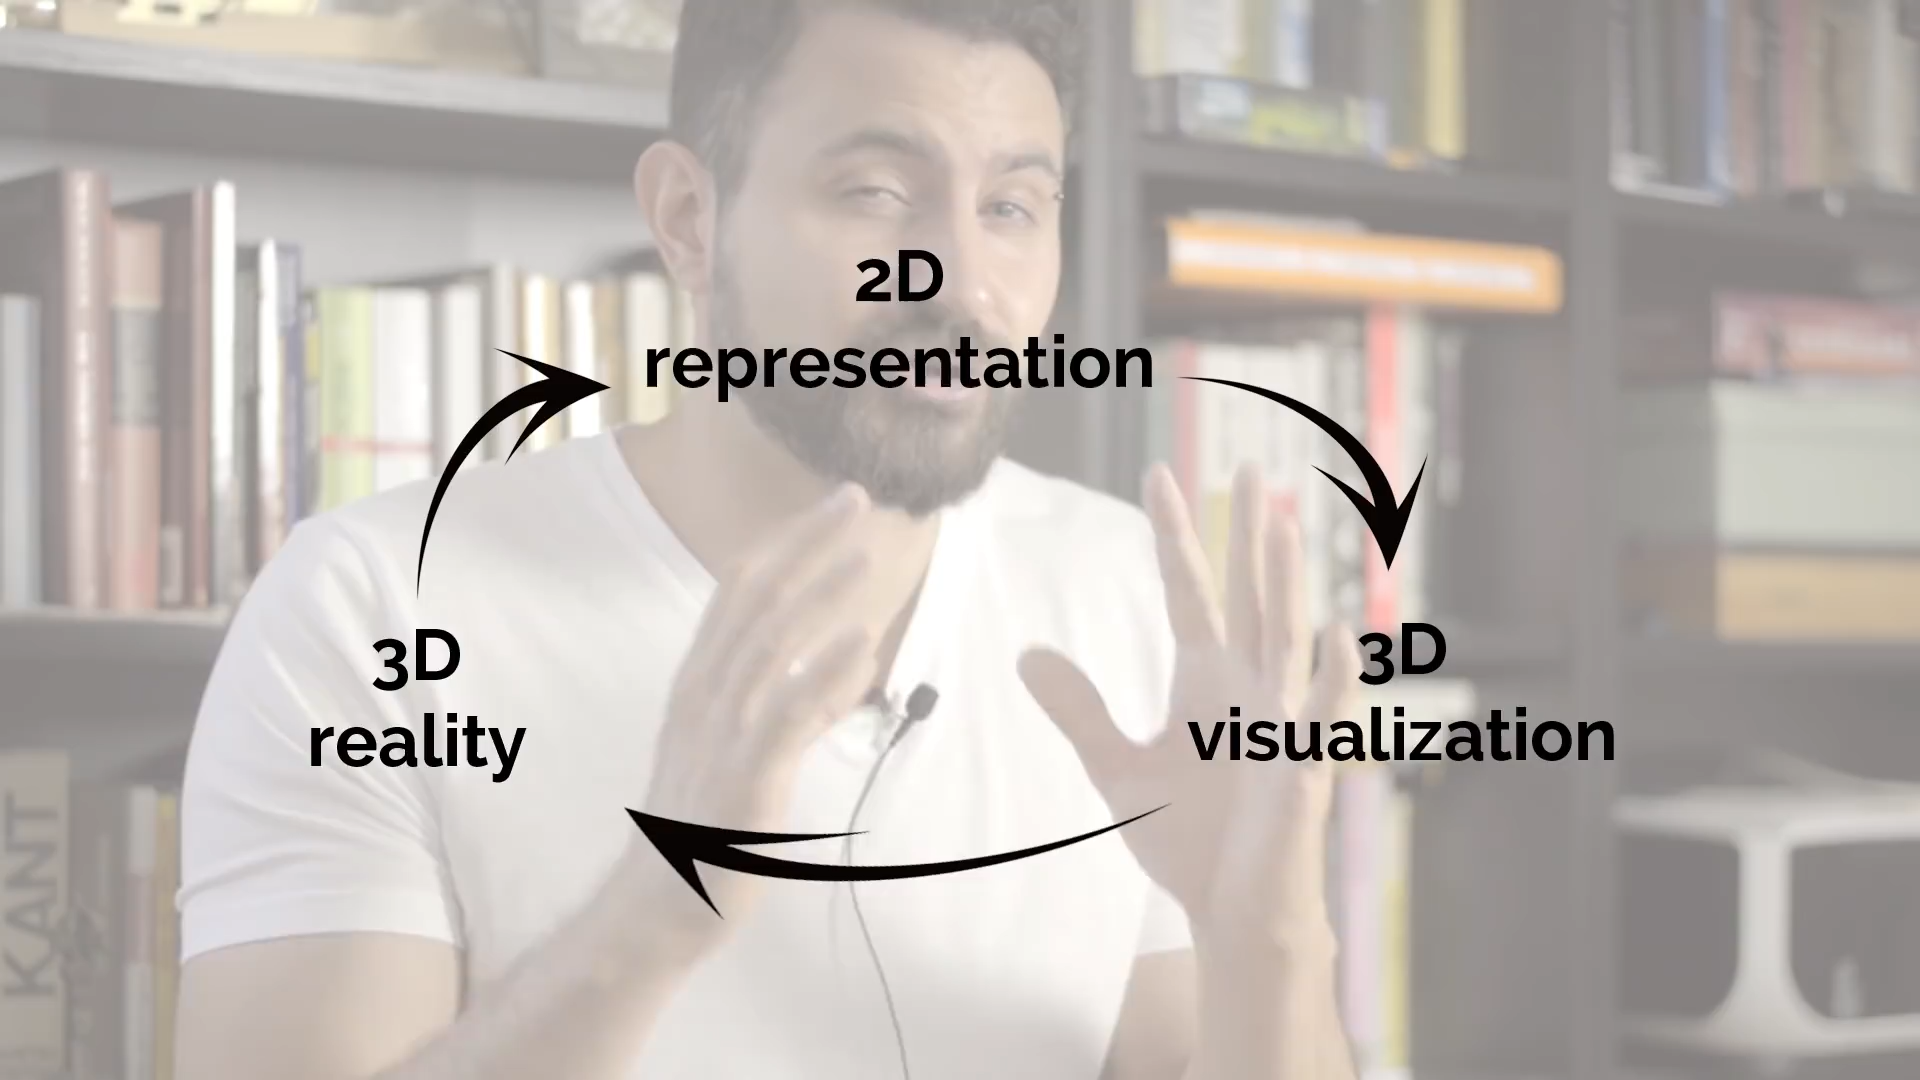 2D
representation
3D
reality
3D
visualization
KANT